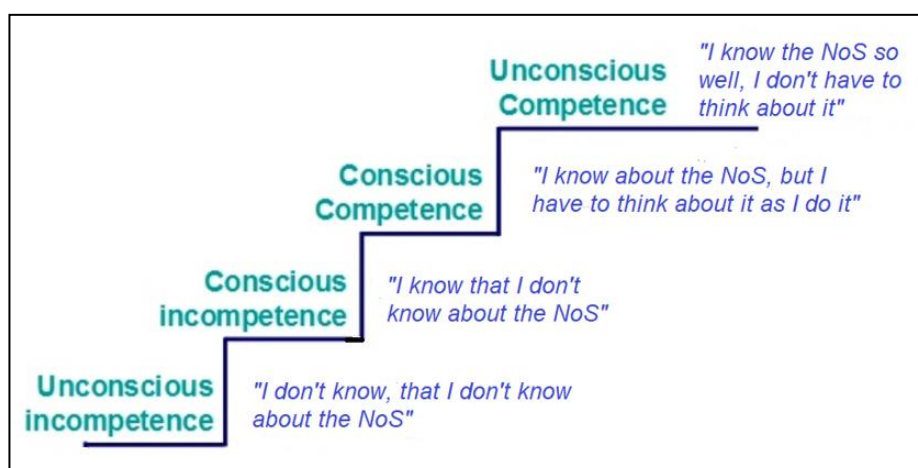 Unconscious
Competence
"I know the NoS so
well, I don't have to
think about it"
Conscious
Competence
"I know about the NoS, but I
have to think about it as I do it"
Conscious
incompetence
"I know that I don't
know about the NoS"
Unconscious
incompetence
"I don't know, that I don't know
about the NoS"